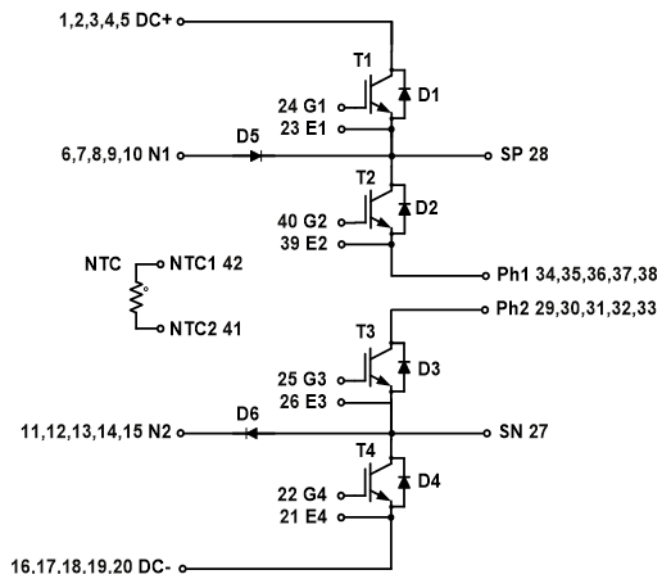 1,2,3,4,5 DC+
T1
D1
24 G1
23 E1
D5
6,7,8,9,10 N1
SP 28
T2
D2
40 G2
39 E2
NTC
NTC1 42
Ph1 34,35,36,37,38
Ph2 29,30,31,32,33
NTC2 41
T3
D3
25 G3
26 E3
D6
11,12,13,14,15 N2
SN 27
T4
D4
22 G4
21 E4
16,17,18,19,20 DC-